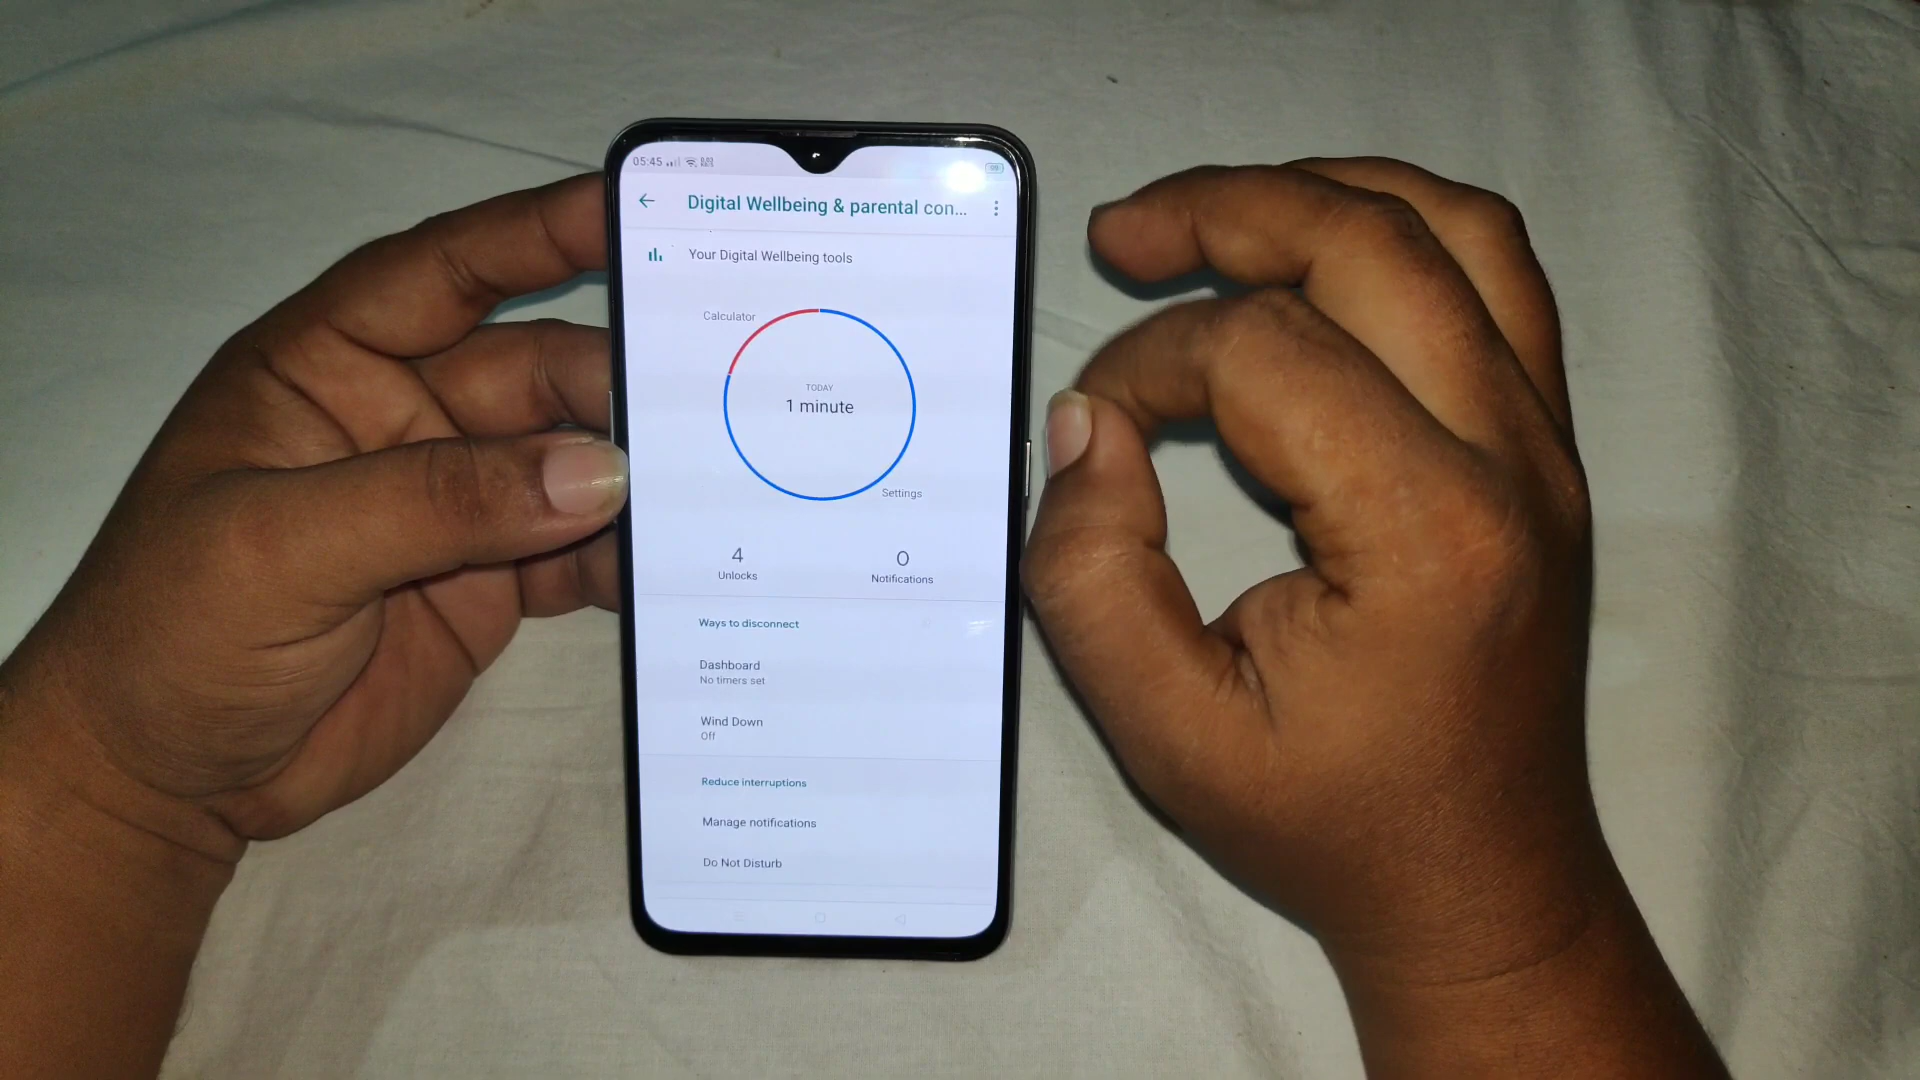 05:45
Digital Wellbeing & parental con...
Your Digital Wellbeing tools
Calculator
TODAY
1 minute
Settings
4
Unlocks
0
Notifications
Ways to disconnect
Dashboard
No timers set
Wind Down
Off
Reduce interruptions
Manage notifications
Do Not Disturb